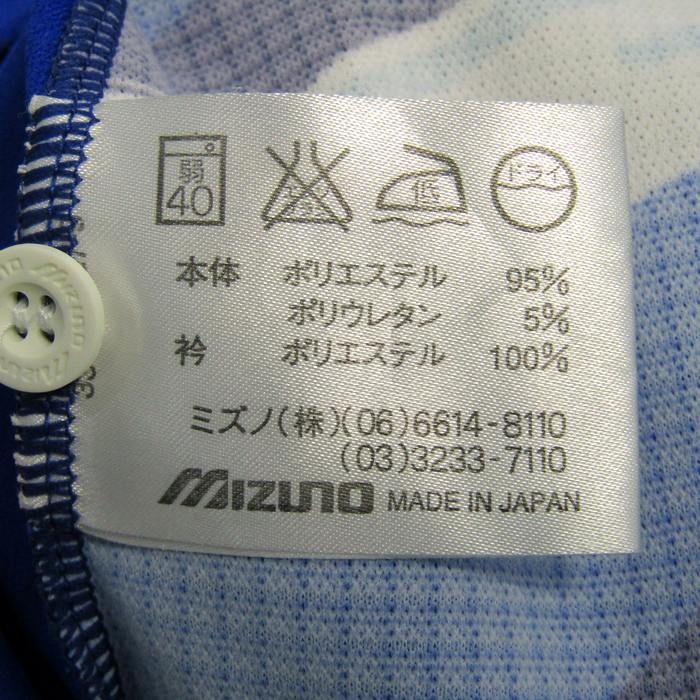 弱
40
低
ドライ
本体 ポリエステル 95%
ポリウレタン 5%
衿 ポリエステル 100%
ミズノ(株)(06)6614-8110
(03)3233-7110
MIZUNO MADE IN JAPAN
MIZUNO